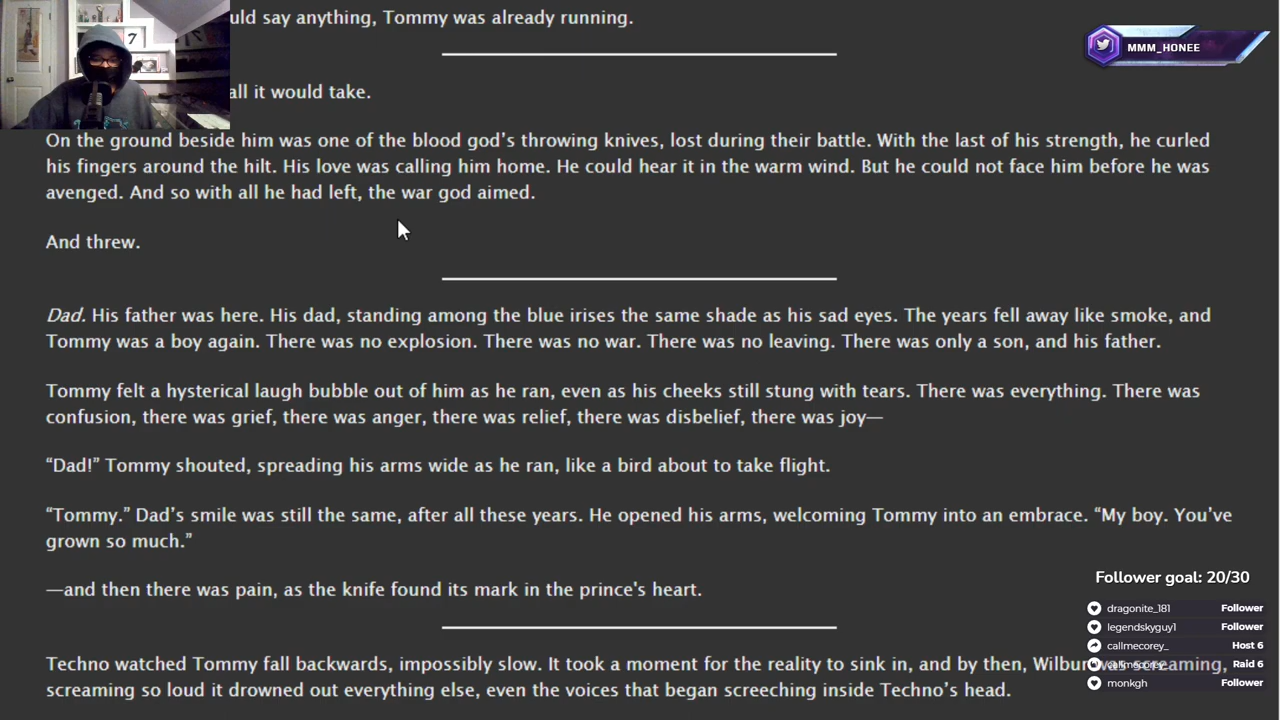 uld say anything, Tommy was already running.
all it would take.
On the ground beside him was one of the blood god’s throwing knives, lost during their battle. With the last of his strength, he curled
his fingers around the hilt. His love was calling him home. He could hear it in the warm wind. But he could not face him before he was
avenged. And so with all he had left, the war god aimed.
And threw.
Dad. His father was here. His dad, standing among the blue irises the same shade as his sad eyes. The years fell away like smoke, and
Tommy was a boy again. There was no explosion. There was no war. There was no leaving. There was only a son, and his father.
Tommy felt a hysterical laugh bubble out of him as he ran, even as his cheeks still stung with tears. There was everything. There was
confusion, there was grief, there was anger, there was relief, there was disbelief, there was joy—
“Dad!” Tommy shouted, spreading his arms wide as he ran, like a bird about to take flight.
“Tommy.” Dad’s smile was still the same, after all these years. He opened his arms, welcoming Tommy into an embrace. “My boy. You’ve
grown so much.”
—and then there was pain, as the knife found its mark in the prince's heart.
Techno watched Tommy fall backwards, impossibly slow. It took a moment for the reality to sink in, and by then, Wilbur was screaming,
screaming so loud it drowned out everything else, even the voices that began screeching inside Techno’s head.
7
MMM_HONEE
Follower goal: 20/30
dragonite_181 Follower
legendskyguy1 Follower
callmecorey_ Host 6
callmecorey_ Raid 6
monkgh Follower